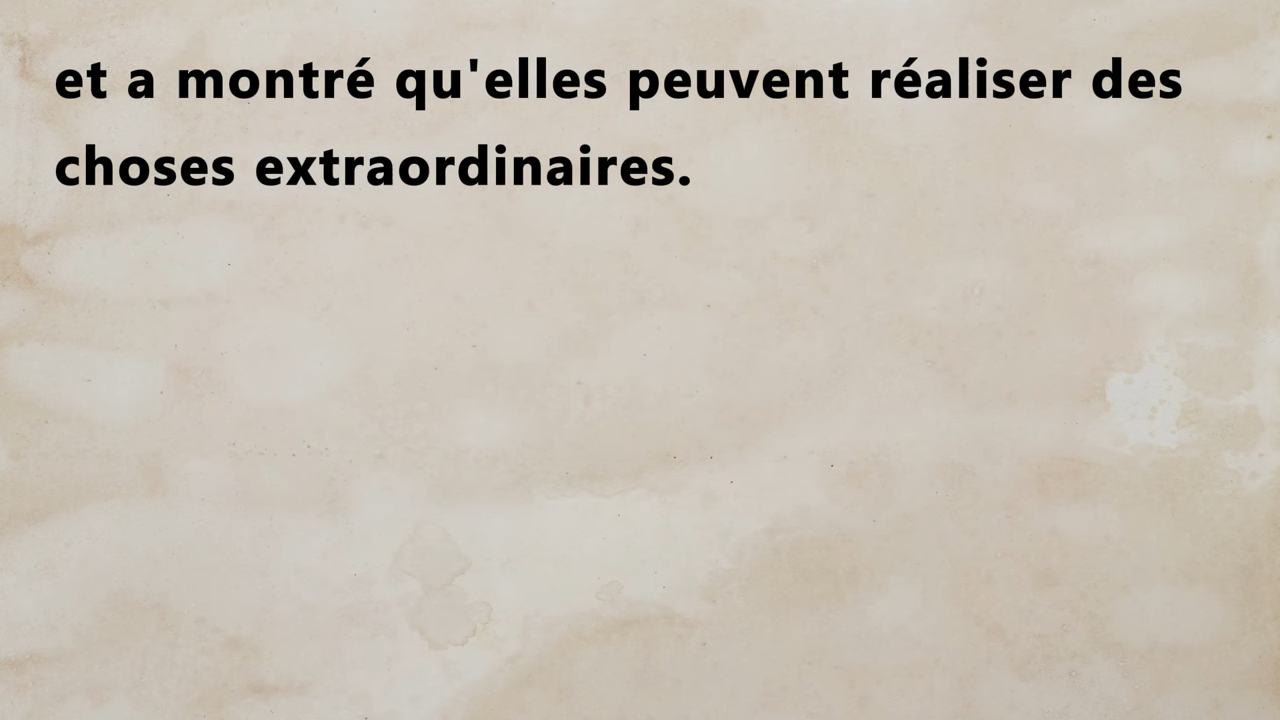 et a montré qu'elles peuvent réaliser des
choses extraordinaires.